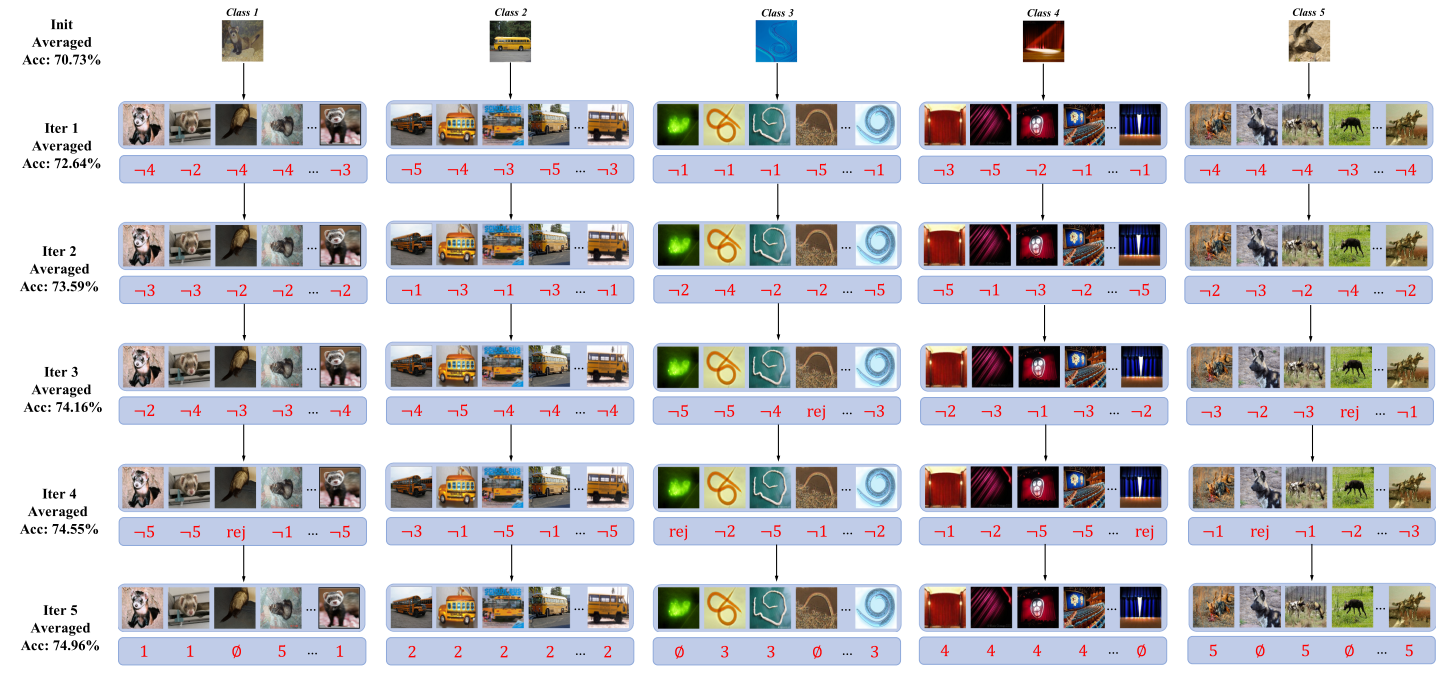 Init
Averaged
Acc: 70.73%
Class 1
Class 2
Class 3
Class 4
Class 5
Iter 1
Averaged
Acc: 72.64%
¬4 ¬2 ¬4 ¬4 ... ¬3
¬5 ¬4 ¬3 ¬5 ... ¬3
¬1 ¬1 ¬1 ¬5 ... ¬1
¬3 ¬5 ¬2 ¬1 ... ¬1
¬4 ¬4 ¬4 ¬3 ... ¬4
Iter 2
Averaged
Acc: 73.59%
¬3 ¬3 ¬2 ¬2 ... ¬2
¬1 ¬3 ¬1 ¬3 ... ¬1
¬2 ¬4 ¬2 ¬2 ... ¬5
¬5 ¬1 ¬3 ¬2 ... ¬5
¬2 ¬3 ¬2 ¬4 ... ¬2
Iter 3
Averaged
Acc: 74.16%
¬2 ¬4 ¬3 ¬3 ... ¬4
¬4 ¬5 ¬4 ¬4 ... ¬4
¬5 ¬5 ¬4 rej ... ¬3
¬2 ¬3 ¬1 ¬3 ... ¬2
¬3 ¬2 ¬3 rej ... ¬1
Iter 4
Averaged
Acc: 74.55%
¬5 ¬5 rej ¬1 ... ¬5
¬3 ¬1 ¬5 ¬1 ... ¬5
rej ¬2 ¬5 ¬1 ... ¬2
¬1 ¬2 ¬5 ¬5 ... rej
¬1 rej ¬1 ¬2 ... ¬3
Iter 5
Averaged
Acc: 74.96%
1 1 ∅ 5 ... 1
2 2 2 2 ... 2
∅ 3 3 ∅ ... 3
4 4 4 4 ... ∅
5 ∅ 5 ∅ ... 5